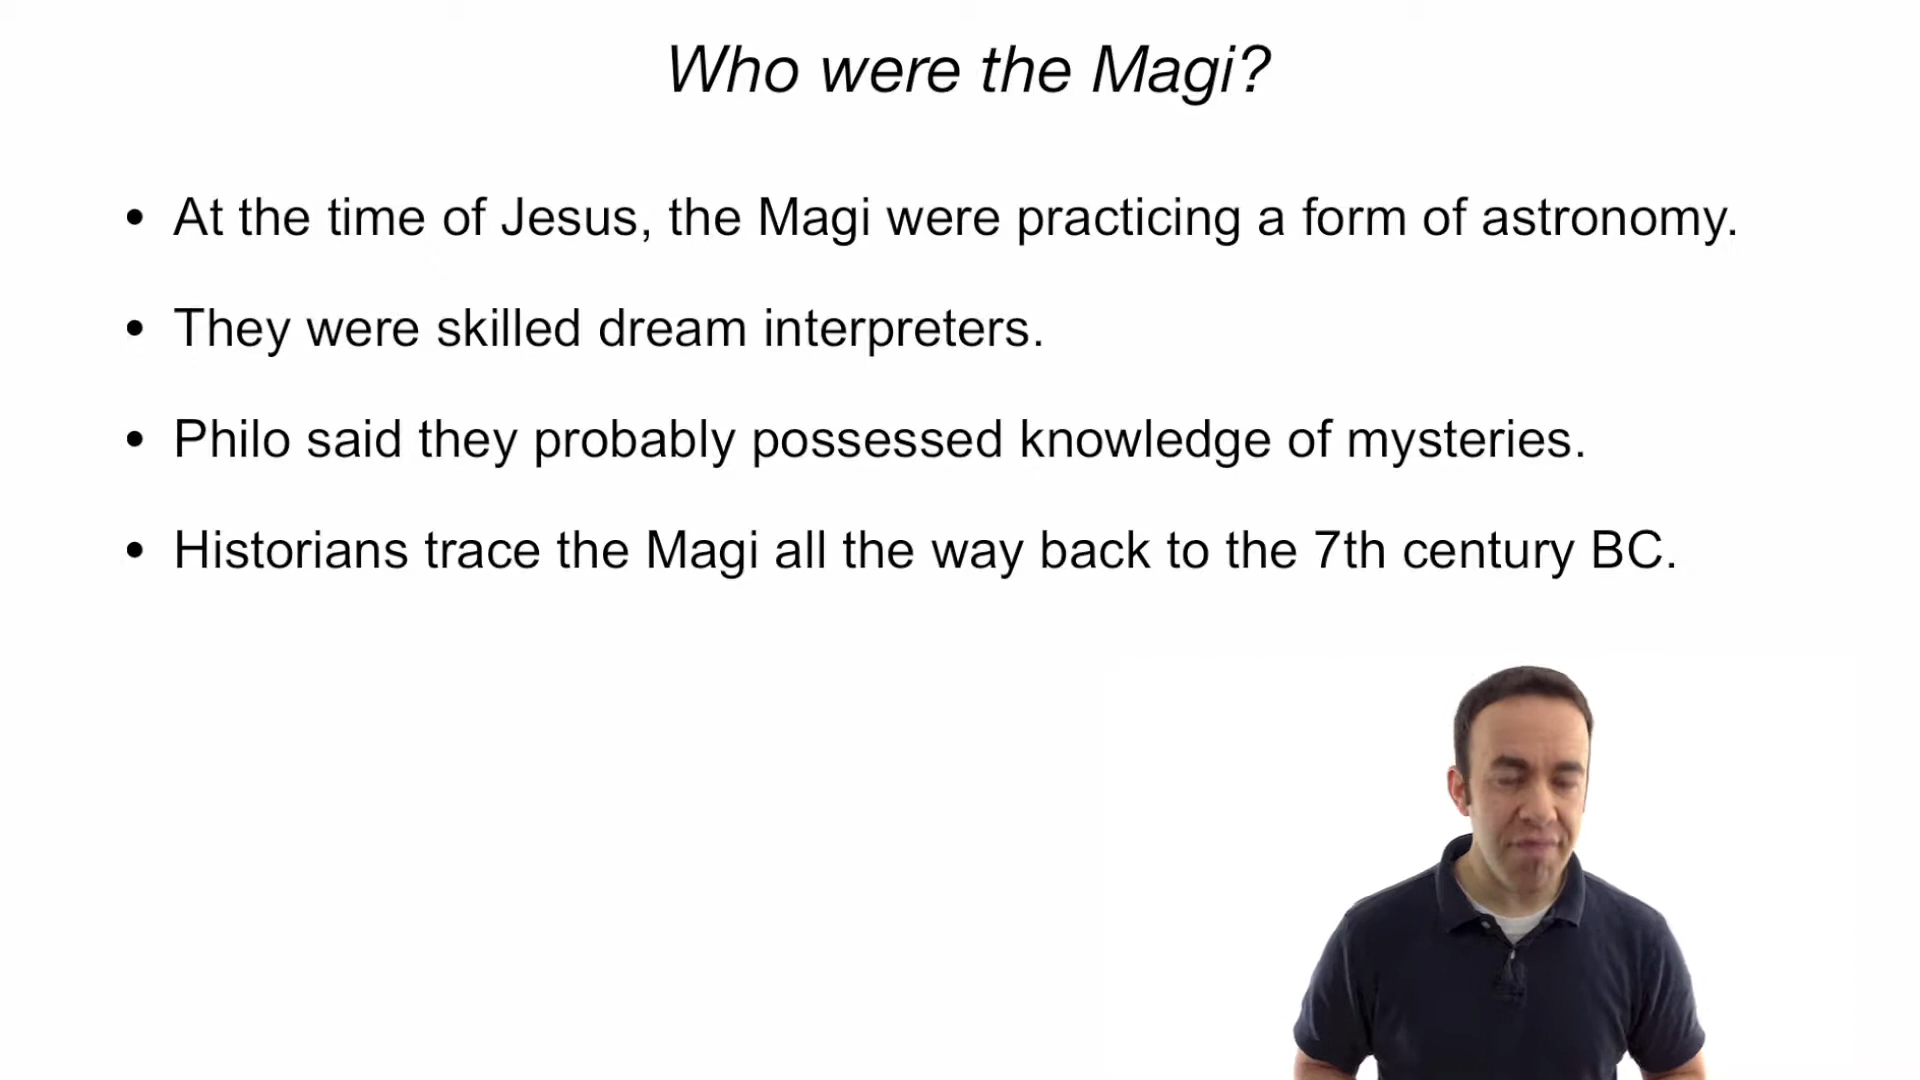 Who were the Magi?
• At the time of Jesus, the Magi were practicing a form of astronomy.
• They were skilled dream interpreters.
• Philo said they probably possessed knowledge of mysteries.
• Historians trace the Magi all the way back to the 7th century BC.